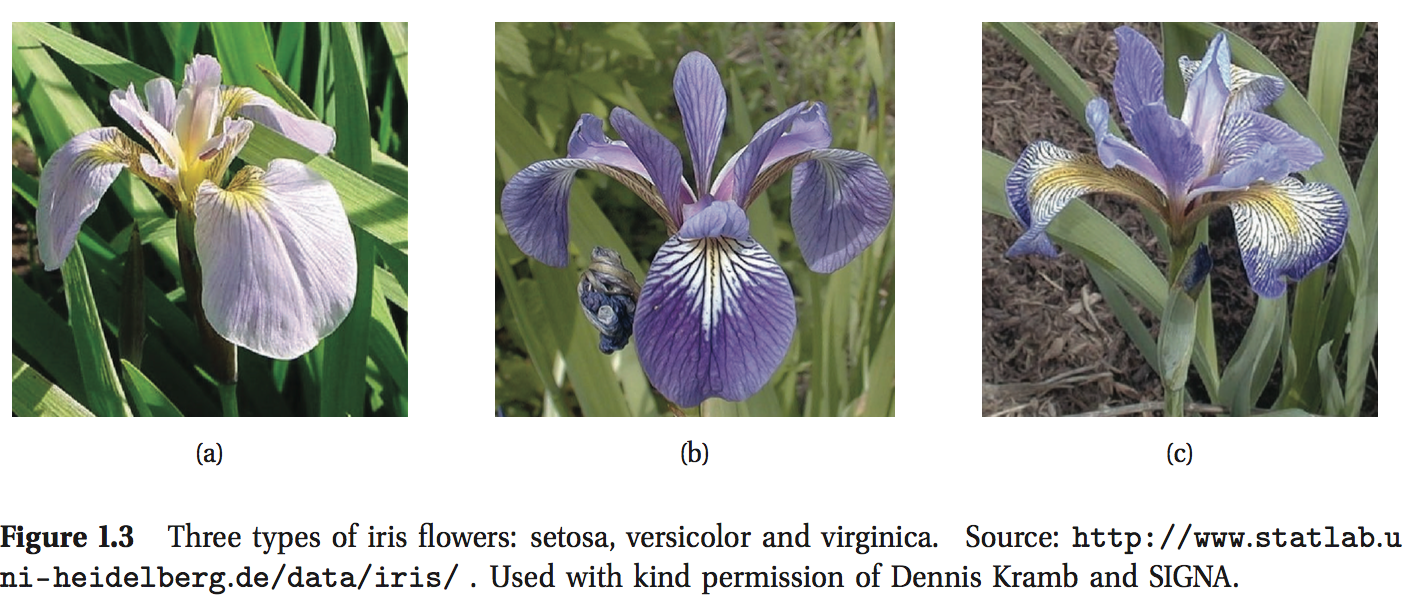 (a) (b) (c)
Figure 1.3 Three types of iris flowers: setosa, versicolor and virginica. Source: http://www.statlab.u
ni-heidelberg.de/data/iris/ . Used with kind permission of Dennis Kramb and SIGNA.